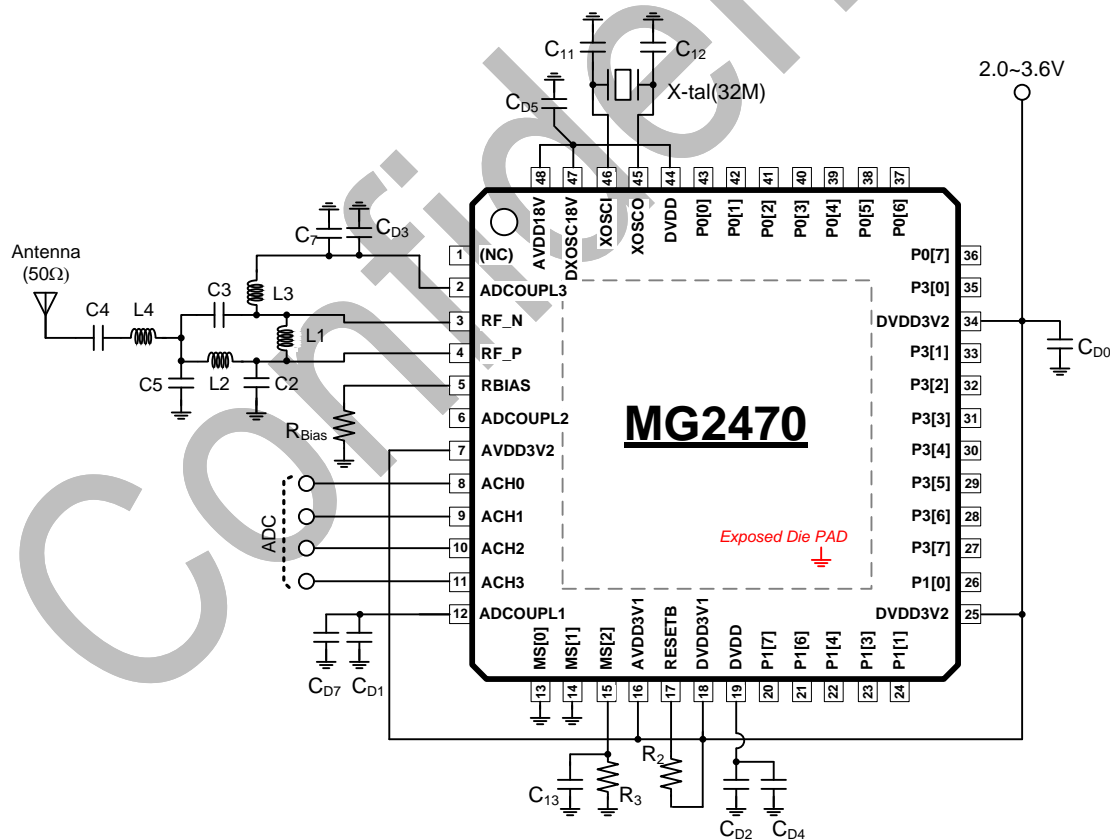 C11
C12
X-tal(32M)
CD5
2.0~3.6V
48
47
46
45
44
43
42
41
40
39
38
37
AVDD18V
DXOSC18V
XOSCI
XOSCO
DVDD
P0[0]
P0[1]
P0[2]
P0[3]
P0[4]
P0[5]
P0[6]
Antenna
(50Ω)
C7
CD3
C4
L4
C3
L3
L1
C5
L2
C2
RBias
ADC
1 (NC)
2 ADCOUPL3
3 RF_N
4 RF_P
5 RBIAS
6 ADCOUPL2
7 AVDD3V2
8 ACH0
9 ACH1
10 ACH2
11 ACH3
12 ADCOUPL1
MG2470
Exposed Die PAD
P0[7] 36
P3[0] 35
DVDD3V2 34
P3[1] 33
P3[2] 32
P3[3] 31
P3[4] 30
P3[5] 29
P3[6] 28
P3[7] 27
P1[0] 26
DVDD3V2 25
CD0
MS[0]
MS[1]
MS[2]
AVDD3V1
RESETB
DVDD3V1
DVDD
P1[7]
P1[6]
P1[4]
P1[3]
P1[1]
13
14
15
16
17
18
19
20
21
22
23
24
CD7
CD1
C13
R3
R2
CD2
CD4
Confiden